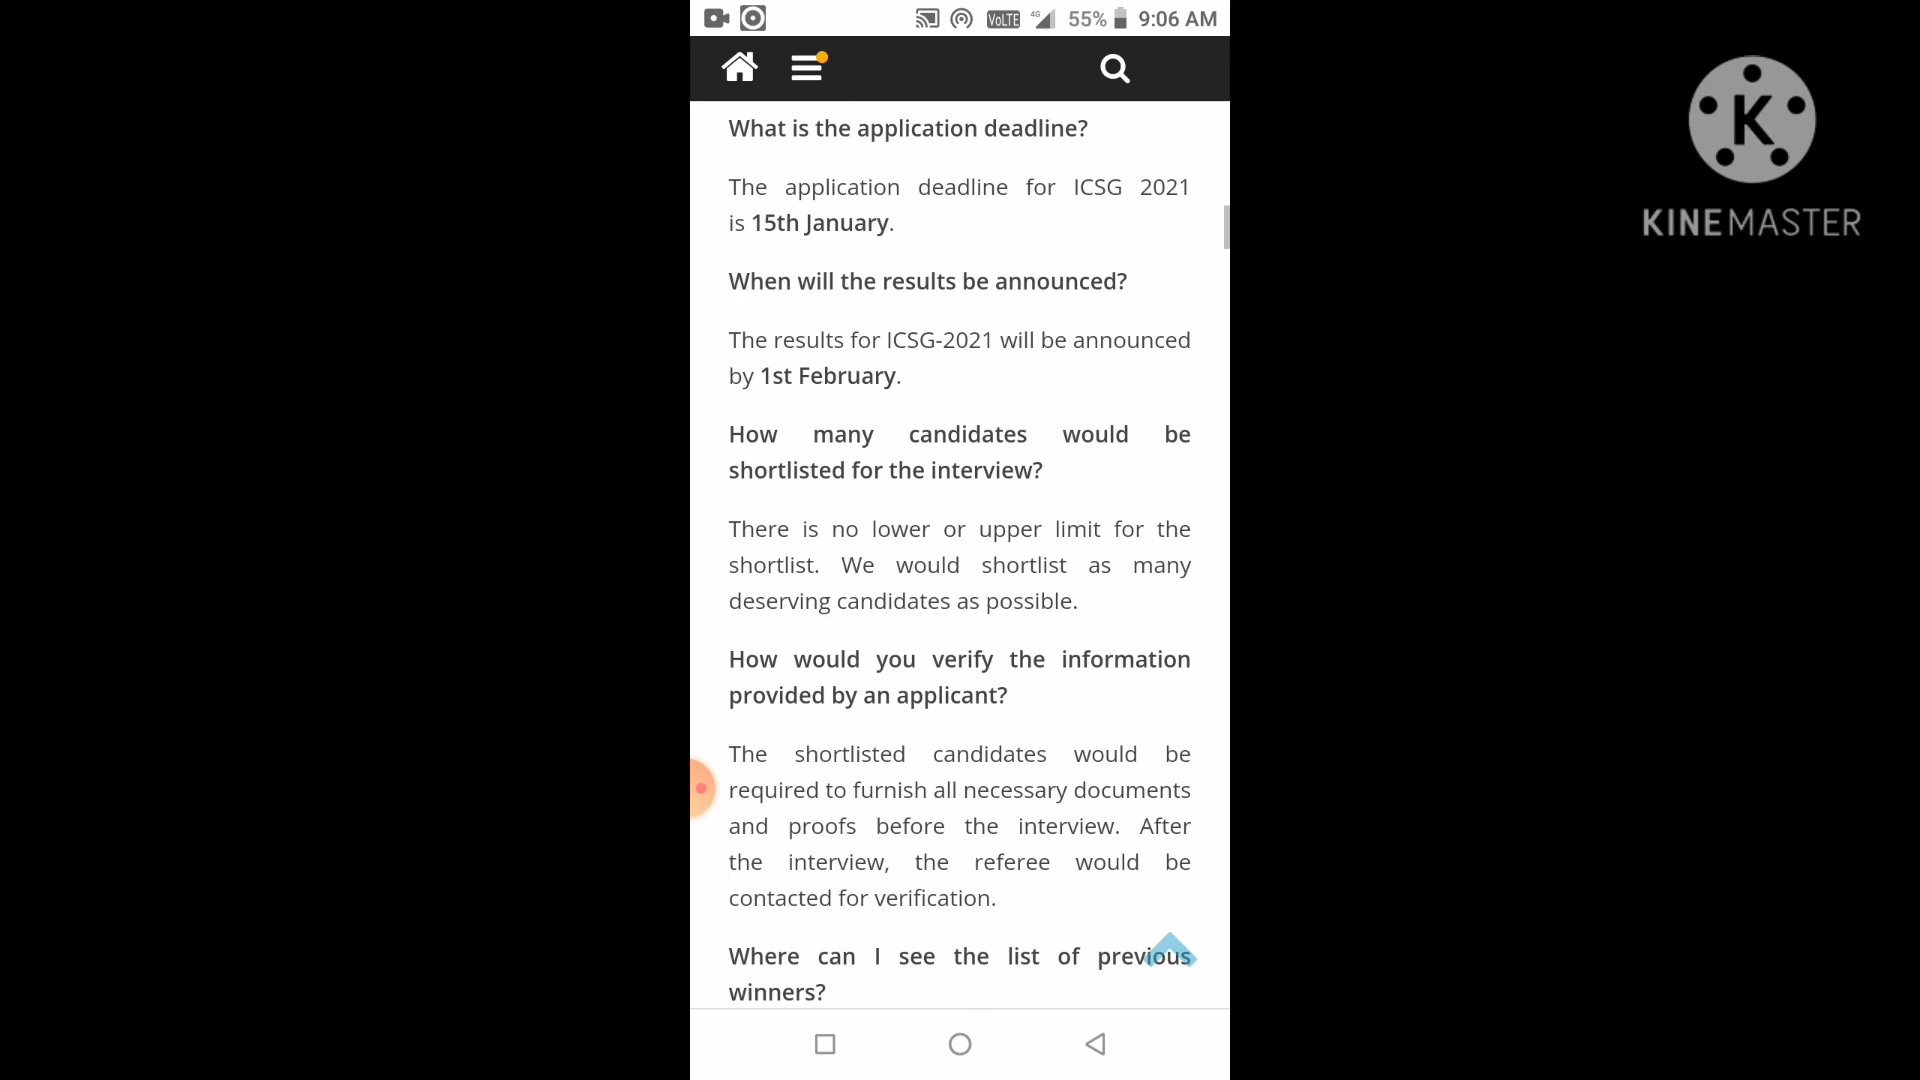 VoLTE 4G 55% 9:06 AM
What is the application deadline?
The application deadline for ICSG 2021
is 15th January.
When will the results be announced?
The results for ICSG-2021 will be announced
by 1st February.
How many candidates would be
shortlisted for the interview?
There is no lower or upper limit for the
shortlist. We would shortlist as many
deserving candidates as possible.
How would you verify the information
provided by an applicant?
The shortlisted candidates would be
required to furnish all necessary documents
and proofs before the interview. After
the interview, the referee would be
contacted for verification.
Where can I see the list of previous
winners?
K
KINEMASTER